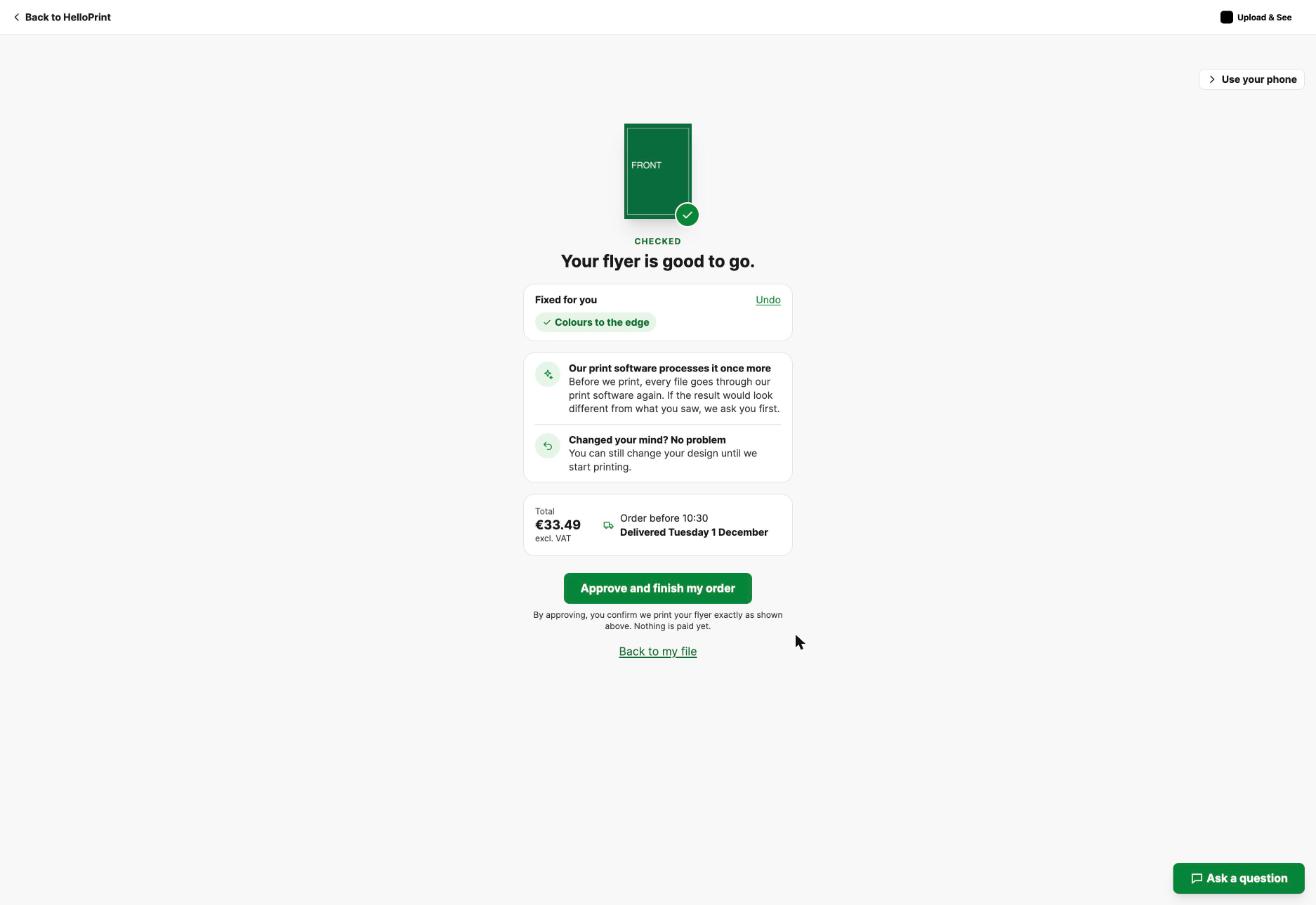 Back to HelloPrint
Upload & See
Use your phone
FRONT
CHECKED
Your flyer is good to go.
Fixed for you
Undo
Colours to the edge
Our print software processes it once more
Before we print, every file goes through our
print software again. If the result would look
different from what you saw, we ask you first.
Changed your mind? No problem
You can still change your design until we
start printing.
Total
€33.49
excl. VAT
Order before 10:30
Delivered Tuesday 1 December
Approve and finish my order
By approving, you confirm we print your flyer exactly as shown
above. Nothing is paid yet.
Back to my file
Ask a question